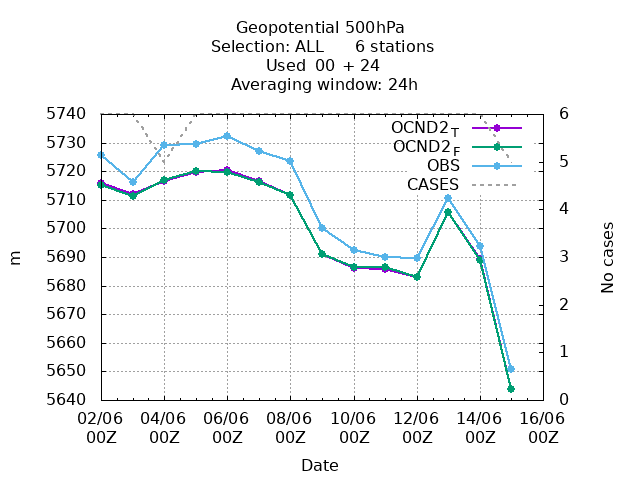 Geopotential 500hPa
Selection: ALL 6 stations
Used 00 + 24
Averaging window: 24h
OCND2_T
OCND2_F
OBS
CASES
5740
5730
5720
5710
5700
5690
5680
5670
5660
5650
5640
m
6
5
4
3
2
1
0
No cases
02/06 04/06 06/06 08/06 10/06 12/06 14/06 16/06
00Z 00Z 00Z 00Z 00Z 00Z 00Z 00Z
Date